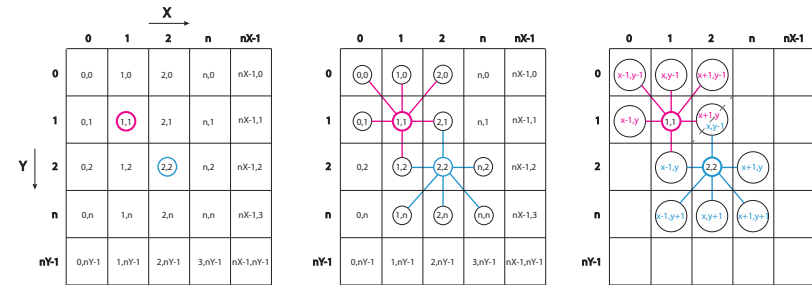 X
0 1 2 n nX-1
0 0,0 1,0 2,0 n,0 nX-1,0
1 0,1 1,1 2,1 n,1 nX-1,1
Y 2 0,2 1,2 2,2 n,2 nX-1,2
n 0,n 1,n 2,n n,n nX-1,3
nY-1 0,nY-1 1,nY-1 2,nY-1 3,nY-1 nX-1,nY-1
0 1 2 n nX-1
0 0,0 1,0 2,0 n,0 nX-1,0
1 0,1 1,1 2,1 n,1 nX-1,1
2 0,2 1,2 2,2 n,2 nX-1,2
n 0,n 1,n 2,n n,n nX-1,3
nY-1 0,nY-1 1,nY-1 2,nY-1 3,nY-1 nX-1,nY-1
0 1 2 n nX-1
0 x-1,y-1 x,y-1 x+1,y-1
1 x-1,y 1,1 x+1,y
x,y-1
2 x-1,y 2,2 x+1,y
n x-1,y+1 x,y+1 x+1,y+1
nY-1